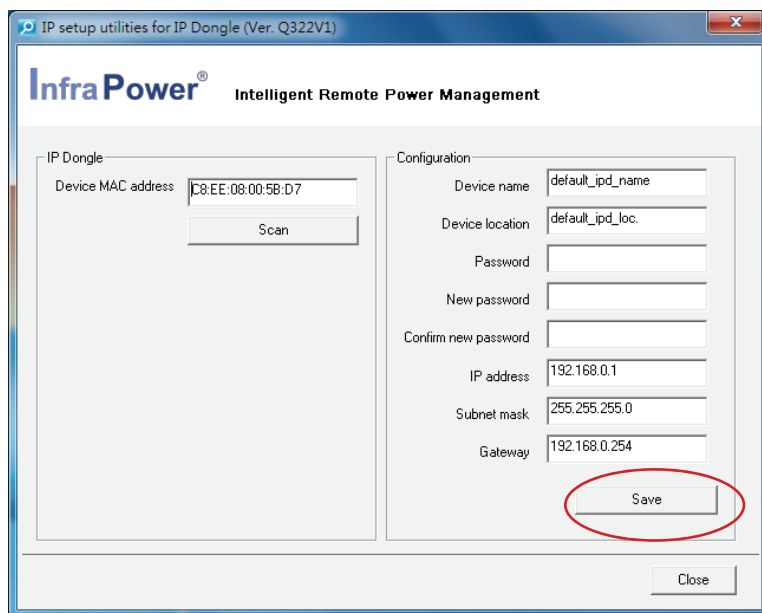 IP setup utilities for IP Dongle (Ver. Q322V1)
InfraPower® Intelligent Remote Power Management
IP Dongle
Device MAC address C8:EE:08:00:5B:D7
Scan
Configuration
Device name default_ipd_name
Device location default_ipd_loc.
Password
New password
Confirm new password
IP address 192.168.0.1
Subnet mask 255.255.255.0
Gateway 192.168.0.254
Save
Close